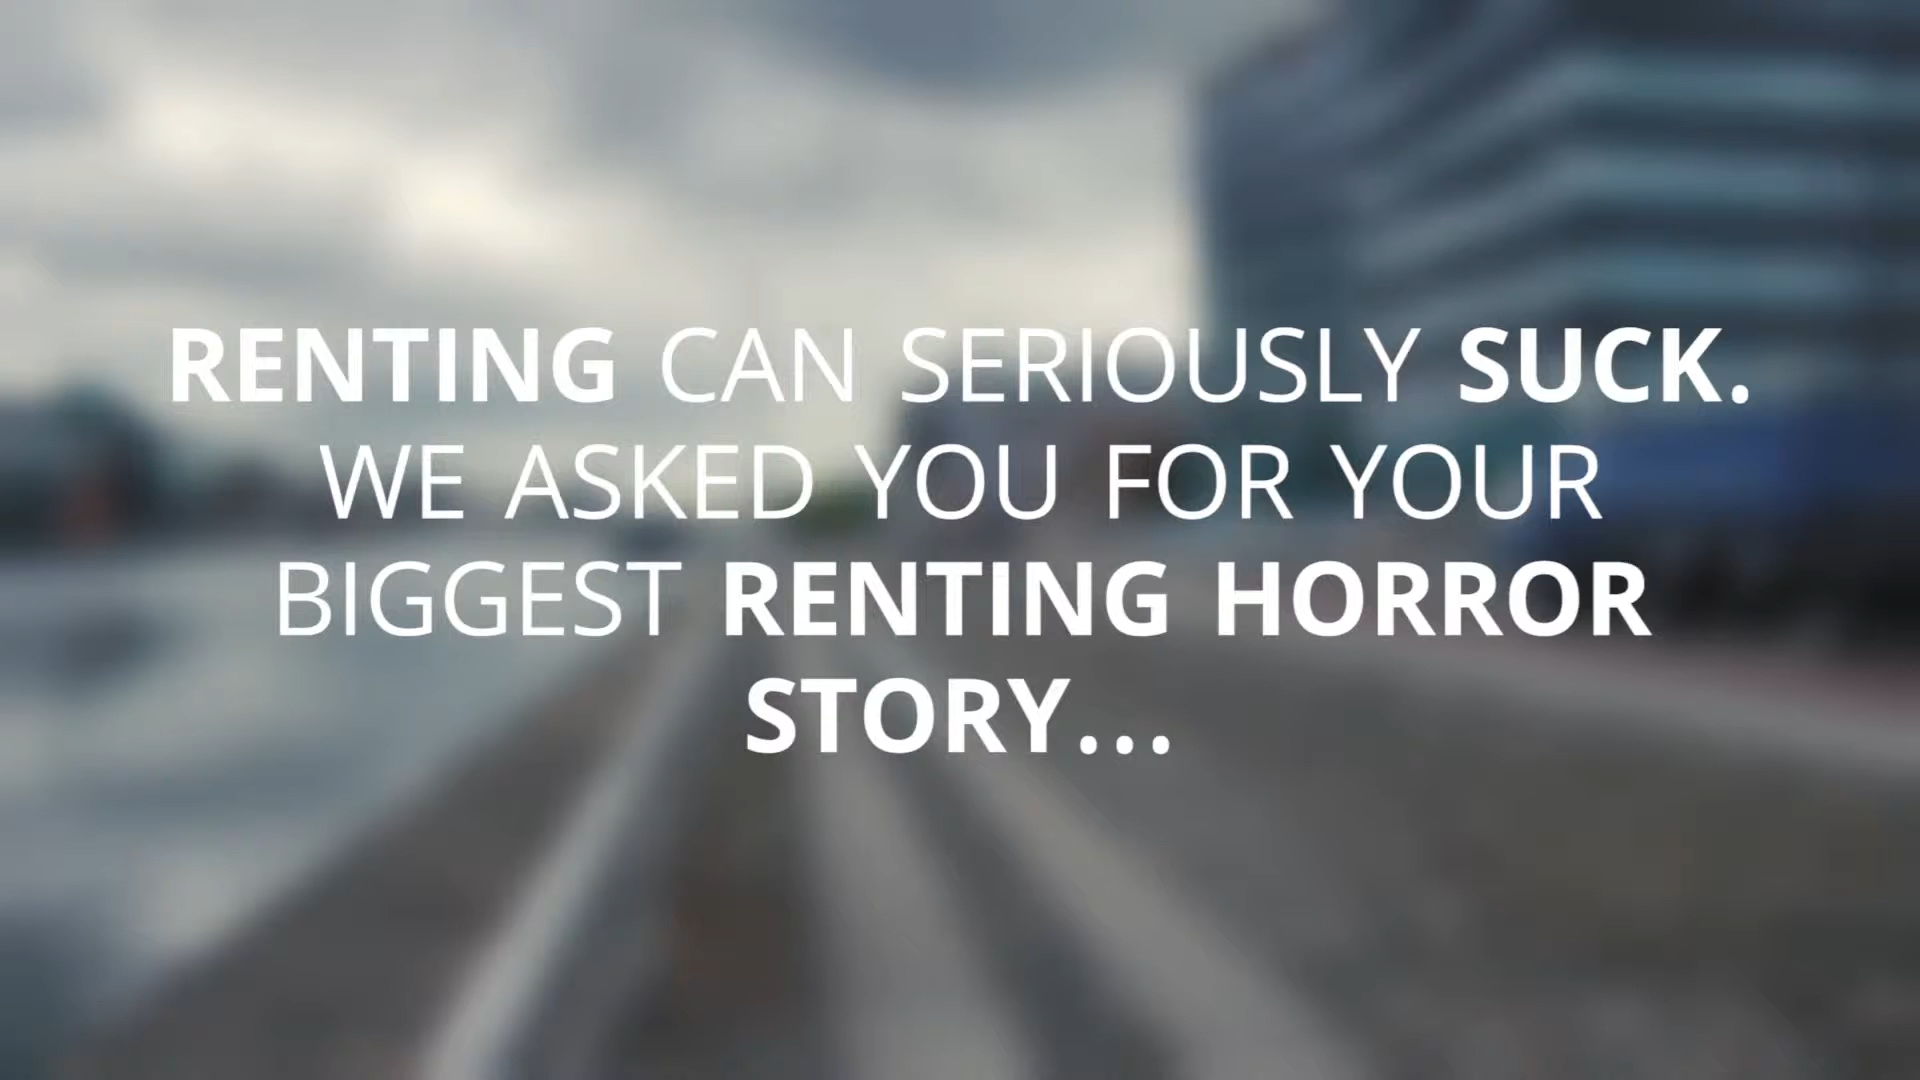 RENTING CAN SERIOUSLY SUCK.
WE ASKED YOU FOR YOUR
BIGGEST RENTING HORROR
STORY...